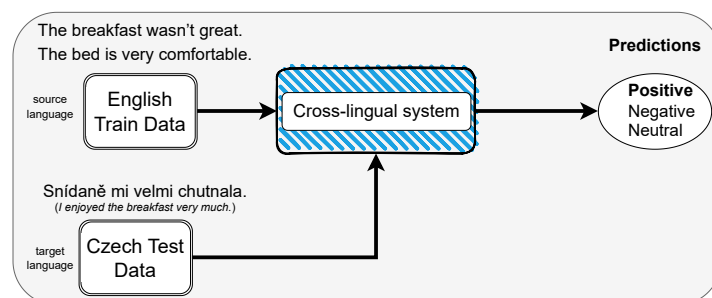 The breakfast wasn't great.
The bed is very comfortable.
source
language
English
Train Data
Cross-lingual system
Predictions
Positive
Negative
Neutral
Snídaně mi velmi chutnala.
(I enjoyed the breakfast very much.)
target
language
Czech Test
Data